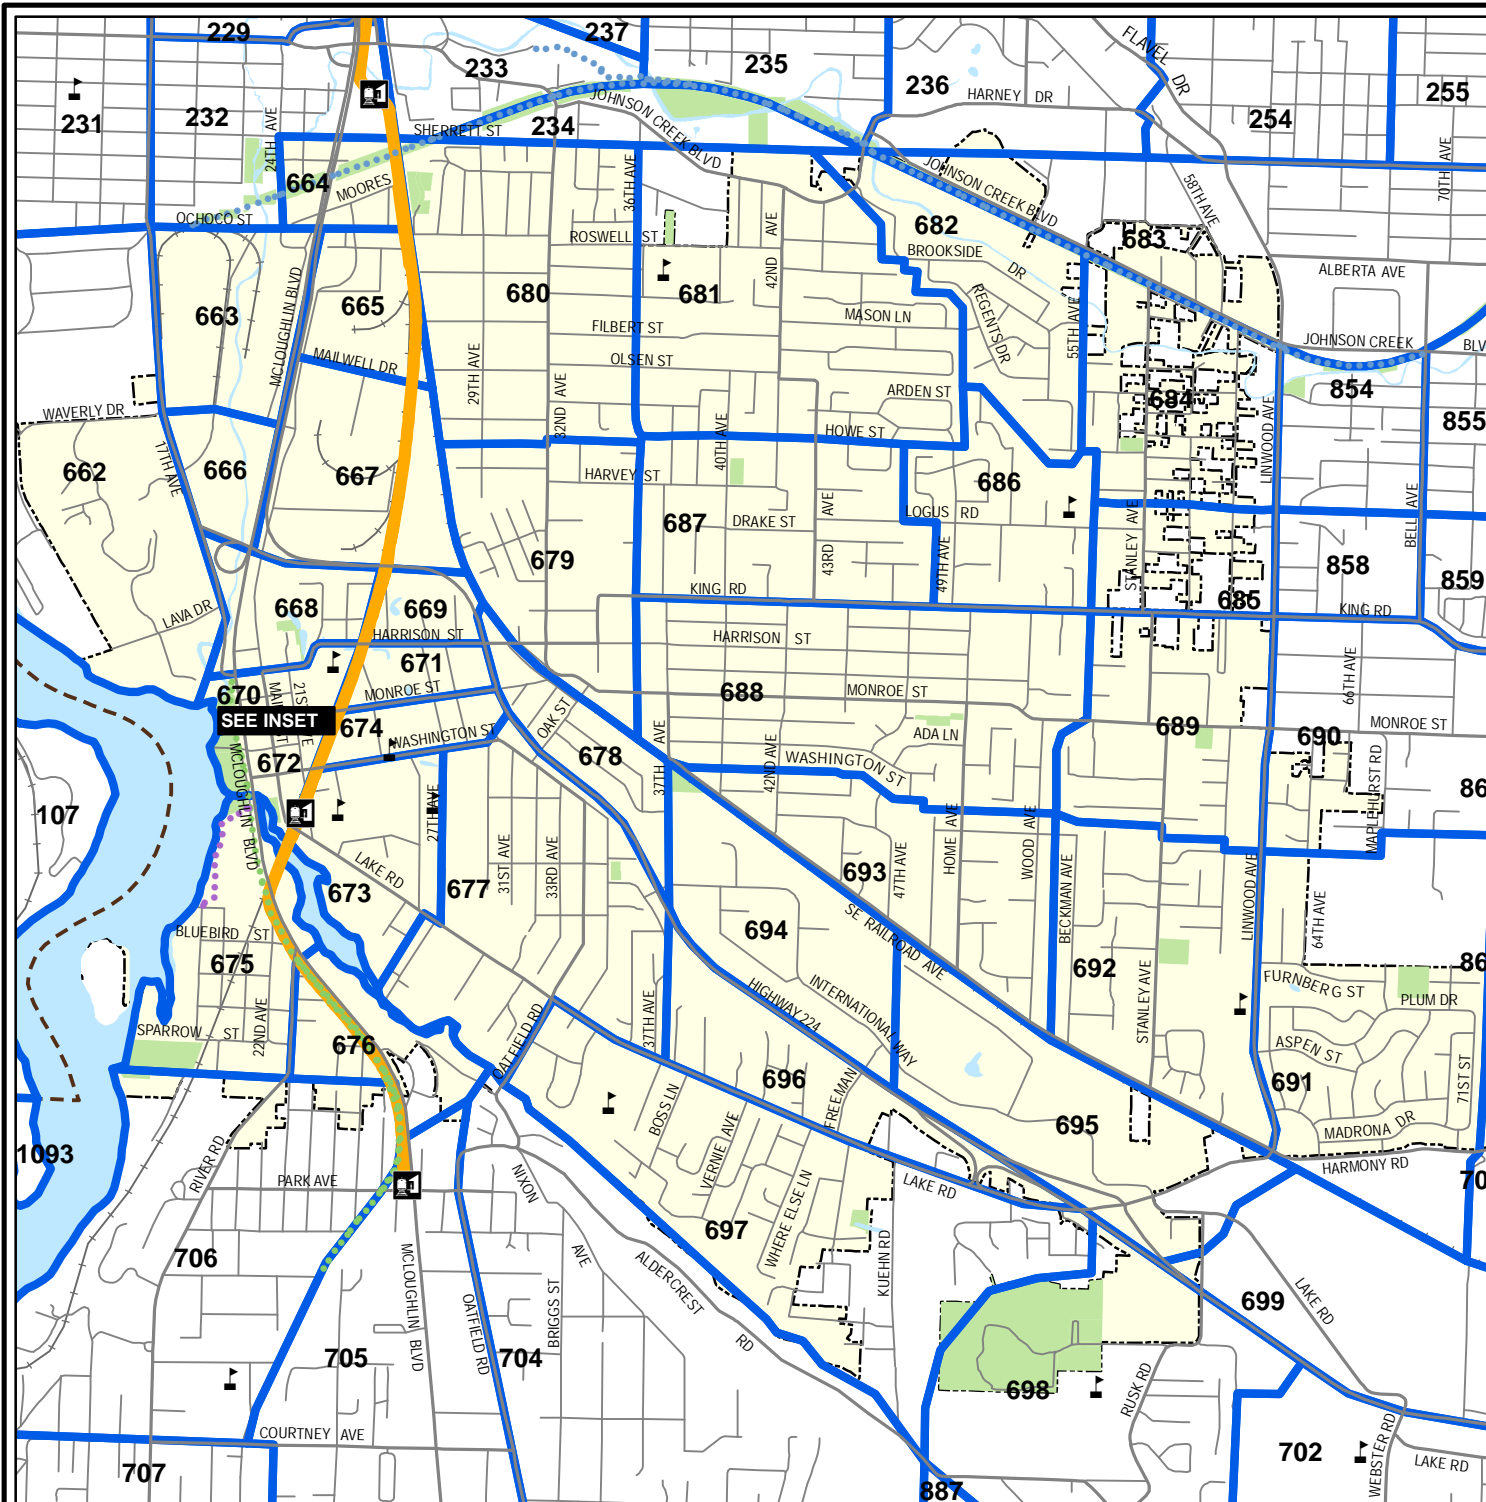 229
237
233
235
236
FLAVEL DR
255
231
232
24TH AVE
SHERRETT ST
234
JOHNSON CREEK BLVD
HARNEY DR
254
70TH AVE
664
MOORES
36TH AVE
JOHNSON CREEK BLVD
58TH AVE
OCHOCO ST
ROSWELL ST
42ND AVE
682
BROOKSIDE DR
683
ALBERTA AVE
663
MCLOUGHLIN BLVD
665
680
681
MASON LN
REGENTS DR
55TH AVE
FILBERT ST
OLSEN ST
MAILWELL DR
29TH AVE
32ND AVE
JOHNSON CREEK BLV
ARDEN ST
684
854
WAVERLY DR
17TH AVE
40TH AVE
HOWE ST
LINWOOD AVE
855
662
666
667
HARVEY ST
686
687
DRAKE ST
43RD AVE
LOGUS RD
49TH AVE
STANLEY AVE
BELL AVE
679
858
859
KING RD
685
KING RD
LAVA DR
668
669
HARRISON ST
HARRISON ST
671
670
MONROE ST
688
MONROE ST
66TH AVE
MONROE ST
SEE INSET
21ST AVE
674
WASHINGTON ST
OAK ST
678
37TH AVE
42ND AVE
ADA LN
WASHINGTON ST
689
690
MAPLEHURST RD
672
MCLOUGHLIN BLVD
107
86
27TH AVE
LAKE RD
673
677
31ST AVE
33RD AVE
693
47TH AVE
HOME AVE
WOOD AVE
BECKMAN AVE
LINWOOD AVE
64TH AVE
BLUEBIRD ST
675
694
SE RAILROAD AVE
692
86
FURNBERG ST
PLUM DR
SPARROW ST
22ND AVE
676
OATFIELD RD
37TH AVE
HIGHWAY 224
INTERNATIONAL WAY
STANLEY AVE
ASPEN ST
691
71ST ST
696
BOSS LN
VERNIE AVE
FREEMAN
695
MADRONA DR
HARMONY RD
1093
RIVER RD
PARK AVE
NIXON AVE
WHERE ELSE LN
LAKE RD
70
697
706
MCLOUGHLIN BLVD
OATFIELD RD
BRIGGS ST
ALDERCREST RD
KUEHN RD
699
LAKE RD
705
704
698
RUSK RD
COURTNEY AVE
702
WEBSTER RD
LAKE RD
707
887